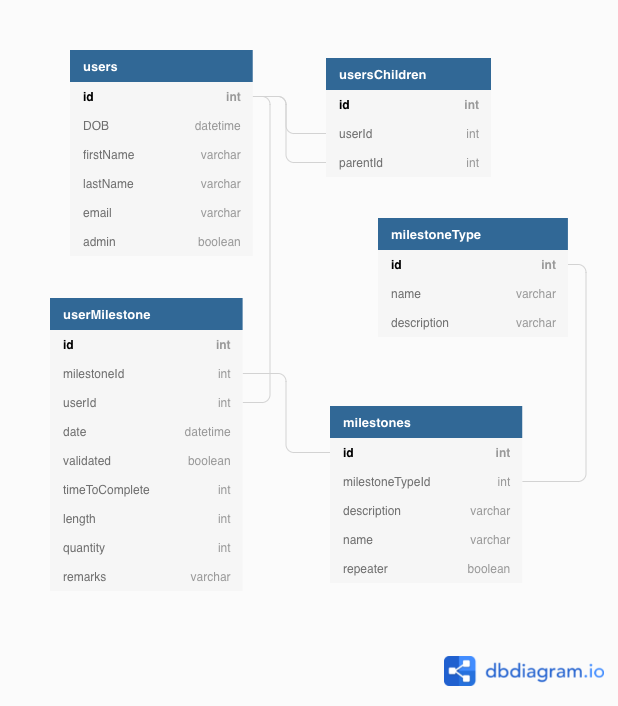 users
id int
DOB datetime
firstName varchar
lastName varchar
email varchar
admin boolean
usersChildren
id int
userId int
parentId int
milestoneType
id int
name varchar
description varchar
userMilestone
id int
milestoneId int
userId int
date datetime
validated boolean
timeToComplete int
length int
quantity int
remarks varchar
milestones
id int
milestoneTypeId int
description varchar
name varchar
repeater boolean
dbdiagram.io